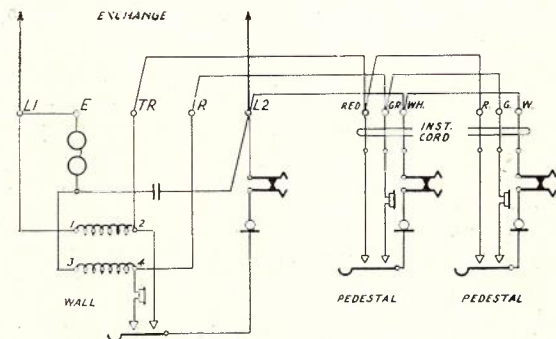 EXCHANGE
L1 E TR R L2
RED GR. WH. R. G. W.
INST.
CORD
1 2
3 4
WALL
PEDESTAL PEDESTAL